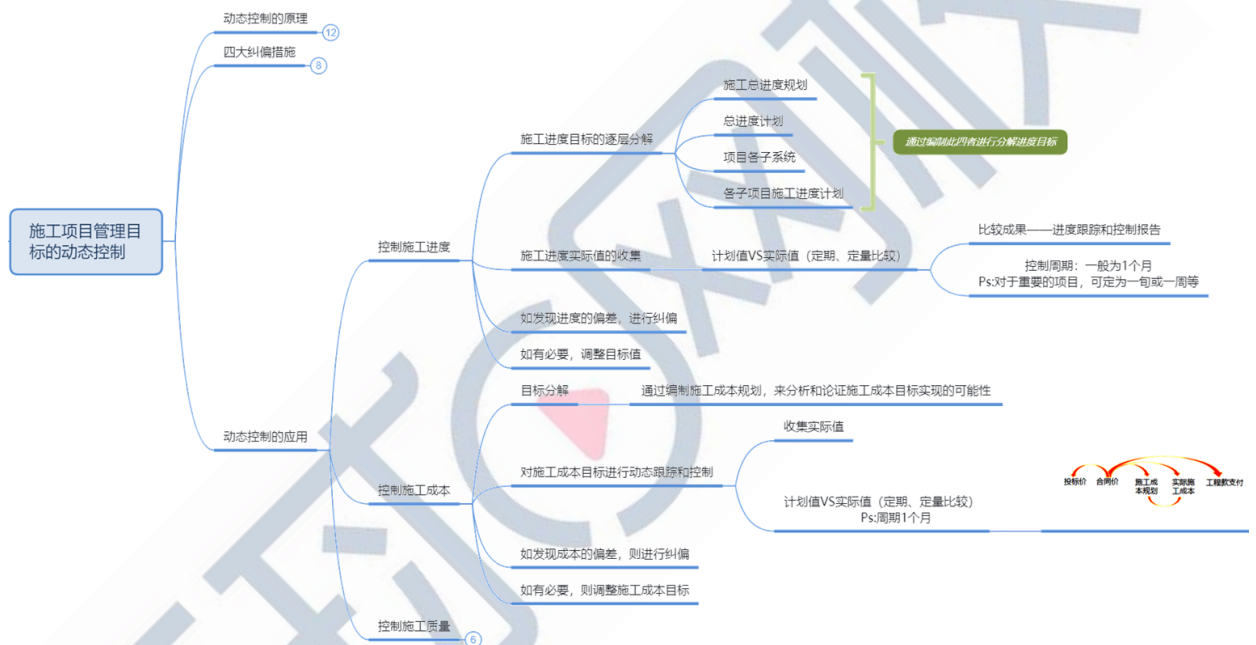 施工项目管理目
标的动态控制
动态控制的原理
12
四大纠偏措施
8
动态控制的应用
控制施工进度
施工进度目标的逐层分解
施工总进度规划
总进度计划
项目各子系统
各子项目施工进度计划
通过编制此四者进行分解进度目标
施工进度实际值的收集
计划值VS实际值（定期、定量比较）
比较成果——进度跟踪和控制报告
控制周期：一般为1个月
Ps:对于重要的项目，可定为一旬或一周等
如发现进度的偏差，进行纠偏
如有必要，调整目标值
控制施工成本
目标分解
通过编制施工成本规划，来分析和论证施工成本目标实现的可能性
对施工成本目标进行动态跟踪和控制
收集实际值
计划值VS实际值（定期、定量比较）
Ps:周期1个月
投标价
合同价
施工成
本规划
实际施
工成本
工程款支付
如发现成本的偏差，则进行纠偏
如有必要，则调整施工成本目标
控制施工质量
6